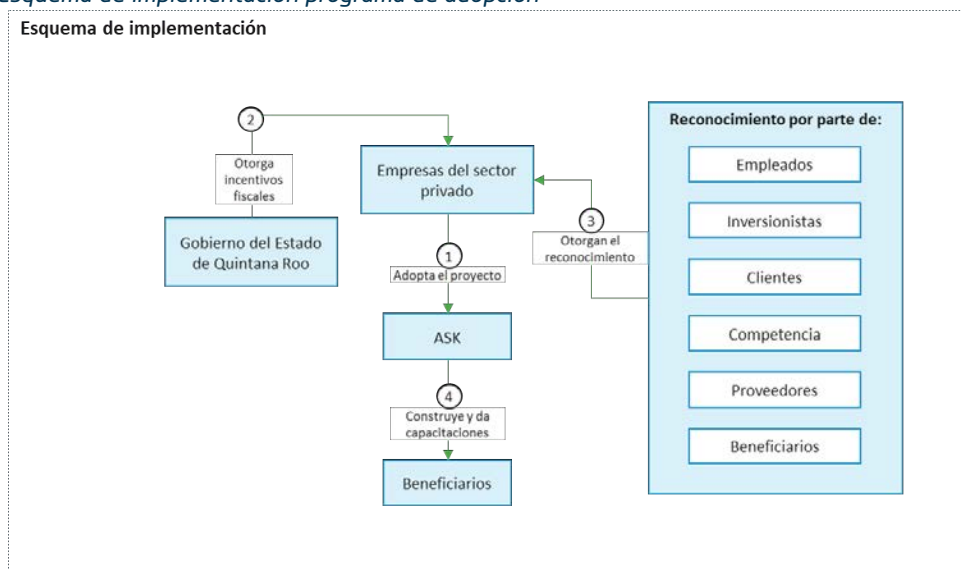 Esquema de implementación programa de adopción
Esquema de implementación
2
Otorga
incentivos
fiscales
Gobierno del Estado
de Quintana Roo
Empresas del sector
privado
1
Adopta el proyecto
ASK
4
Construye y da
capacitaciones
Beneficiarios
3
Otorgan el
reconocimiento
Reconocimiento por parte de:
Empleados
Inversionistas
Clientes
Competencia
Proveedores
Beneficiarios